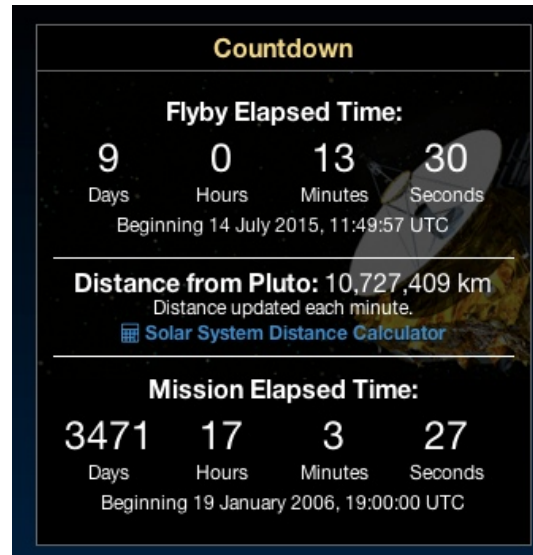 Countdown
Flyby Elapsed Time:
9 0 13 30
Days Hours Minutes Seconds
Beginning 14 July 2015, 11:49:57 UTC
Distance from Pluto: 10,727,409 km
Distance updated each minute.
Solar System Distance Calculator
Mission Elapsed Time:
3471 17 3 27
Days Hours Minutes Seconds
Beginning 19 January 2006, 19:00:00 UTC